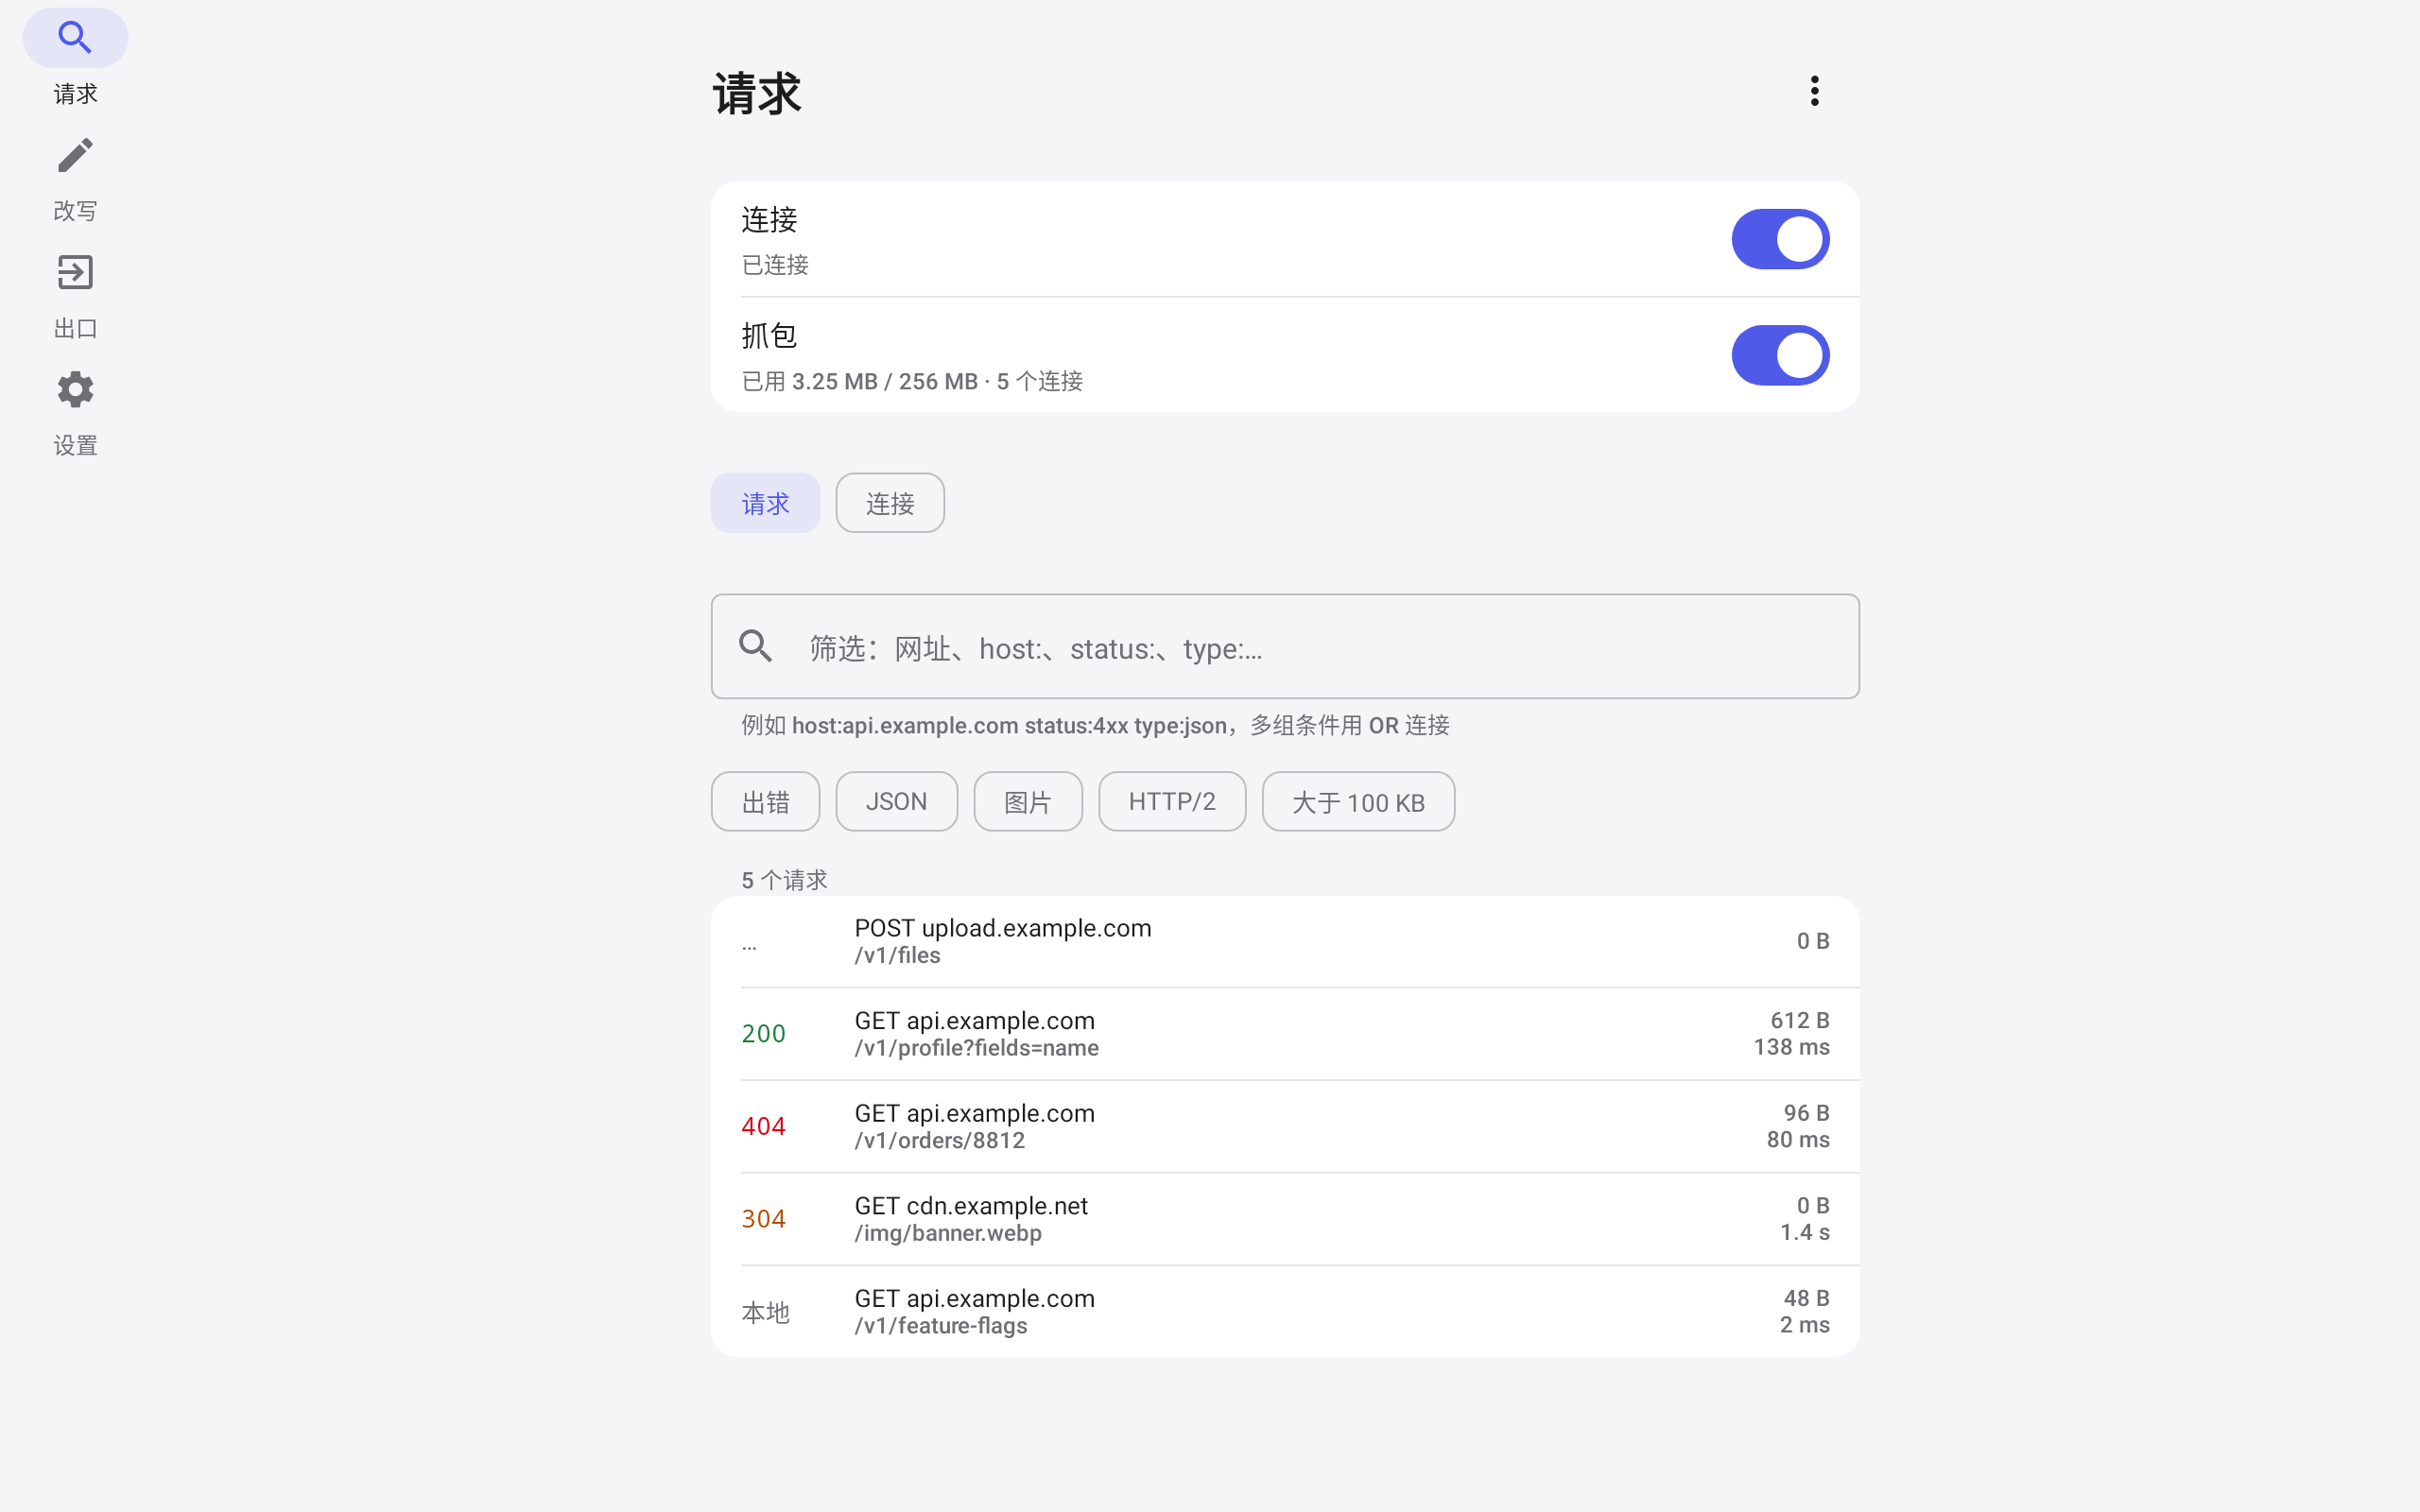 请求
改写
出口
设置
请求
连接
已连接
抓包
已用 3.25 MB / 256 MB · 5 个连接
请求
连接
筛选：网址、host:、status:、type:...
例如 host:api.example.com status:4xx type:json，多组条件用 OR 连接
出错
JSON
图片
HTTP/2
大于 100 KB
5 个请求
...
POST upload.example.com
/v1/files
0 B
200
GET api.example.com
/v1/profile?fields=name
612 B
138 ms
404
GET api.example.com
/v1/orders/8812
96 B
80 ms
304
GET cdn.example.net
/img/banner.webp
0 B
1.4 s
本地
GET api.example.com
/v1/feature-flags
48 B
2 ms